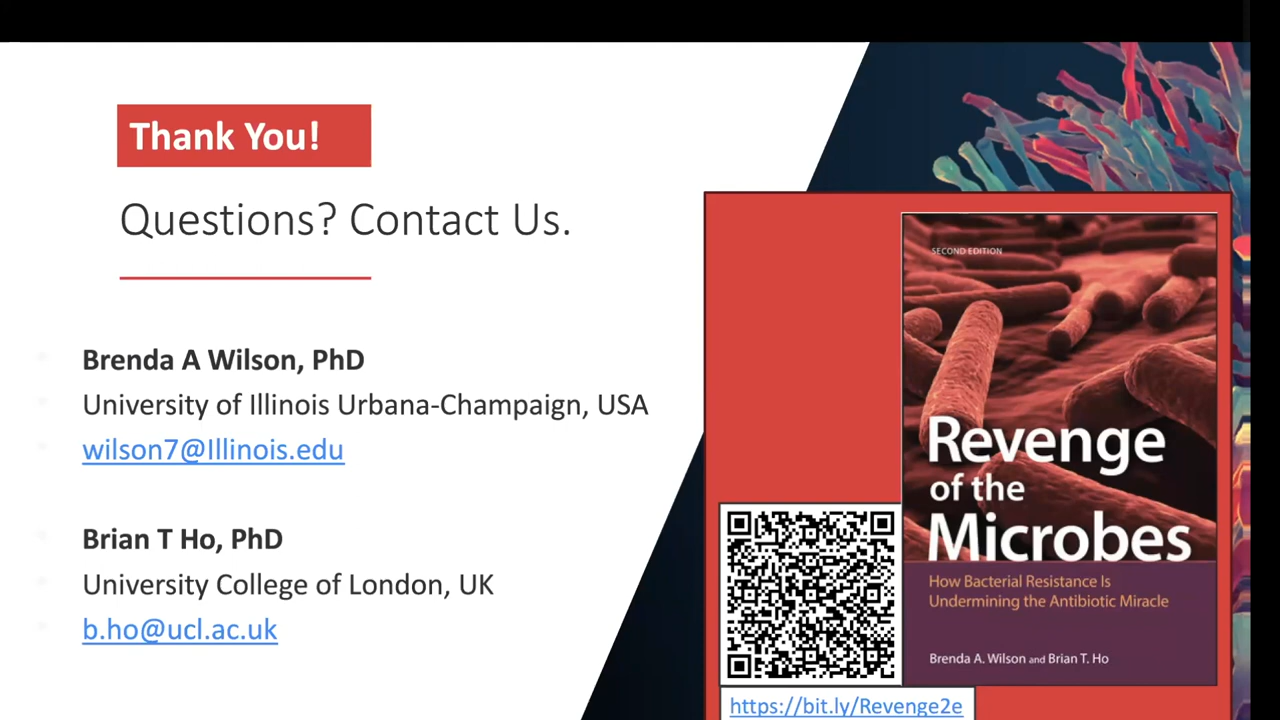 Thank You!
Questions? Contact Us.
Brenda A Wilson, PhD
University of Illinois Urbana-Champaign, USA
wilson7@Illinois.edu
Brian T Ho, PhD
University College of London, UK
b.ho@ucl.ac.uk
SECOND EDITION
Revenge
of the
Microbes
How Bacterial Resistance Is
Undermining the Antibiotic Miracle
Brenda A. Wilson and Brian T. Ho
https://bit.ly/Revenge2e